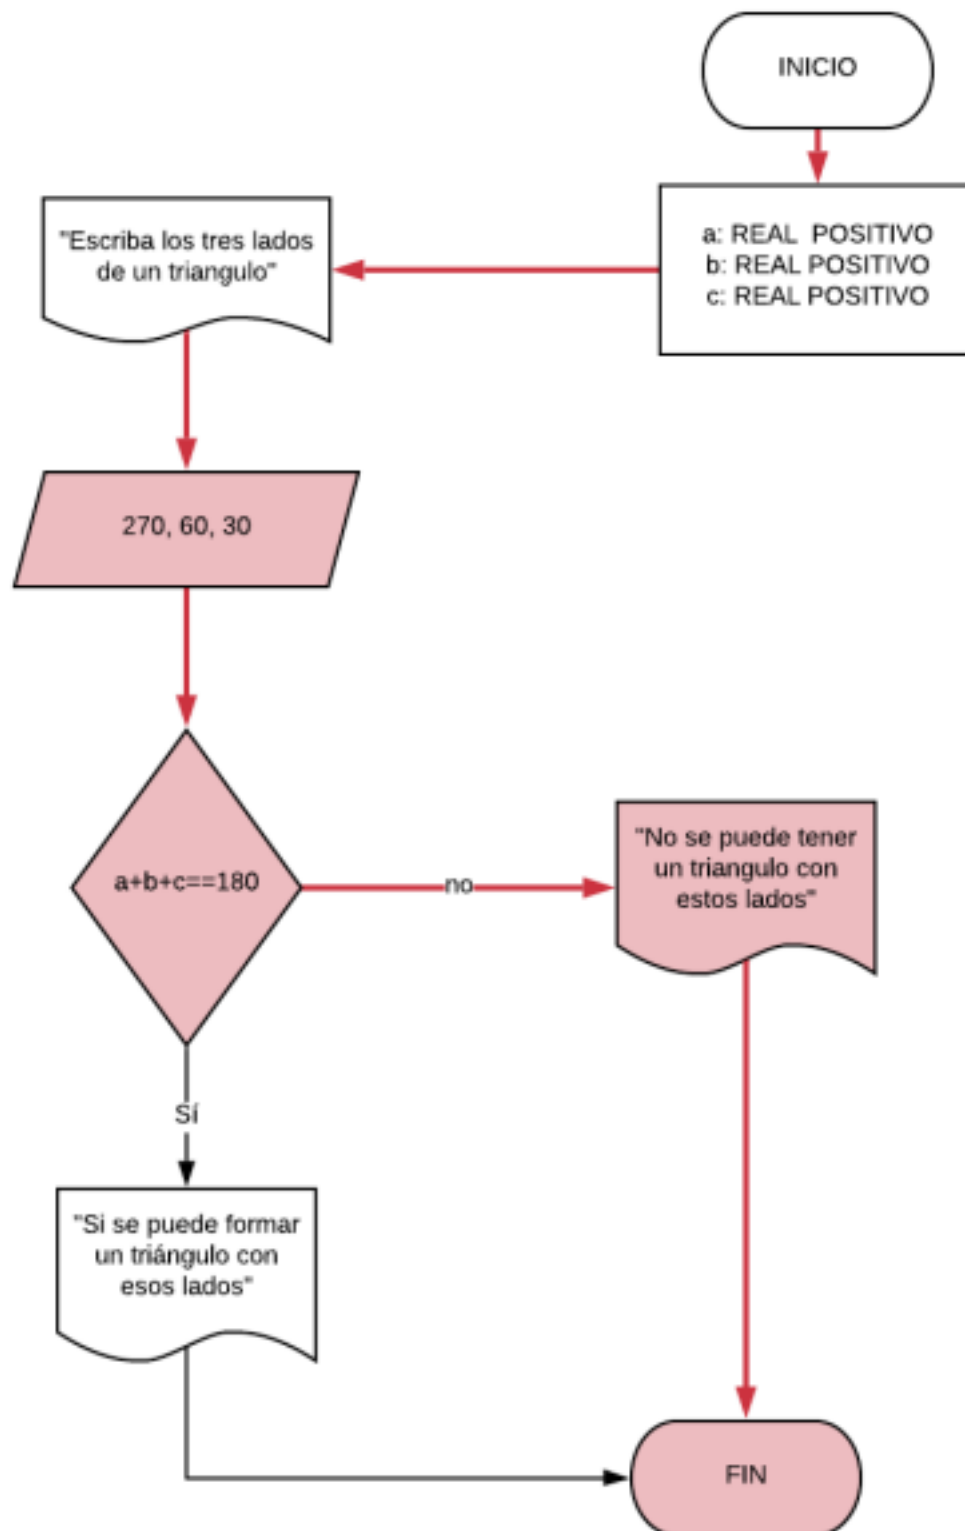 INICIO
a: REAL POSITIVO
b: REAL POSITIVO
c: REAL POSITIVO
"Escriba los tres lados
de un triangulo"
270, 60, 30
a+b+c==180
no
"No se puede tener
un triangulo con
estos lados"
Sí
"Si se puede formar
un triángulo con
esos lados"
FIN